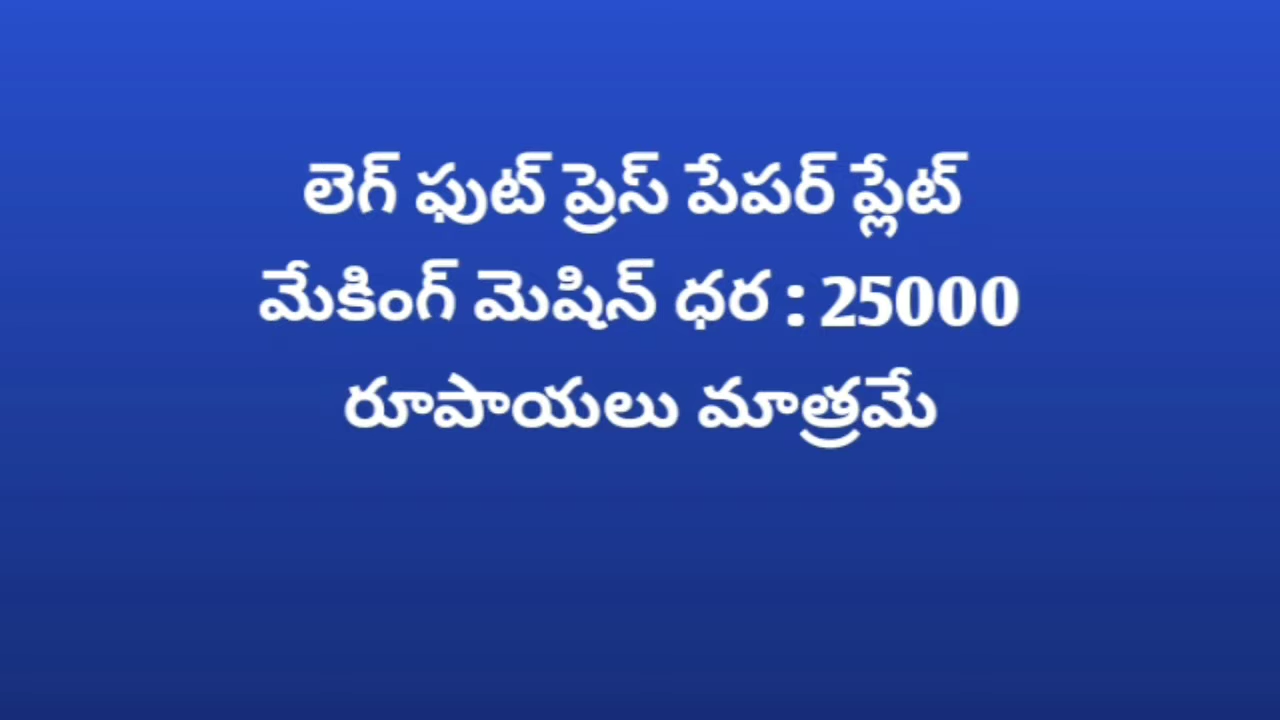 లెగ్ ఫుట్ ప్రెస్ పేపర్ ప్లేట్
మేకింగ్ మెషిన్ ధర : 25000
రూపాయలు మాత్రమే